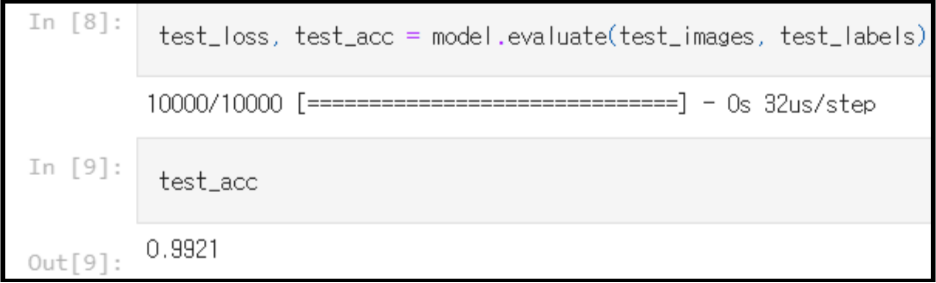 In [8]:
test_loss, test_acc = model.evaluate(test_images, test_labels)
10000/10000 [==============================] - 0s 32us/step
In [9]:
test_acc
Out[9]:
0.9921